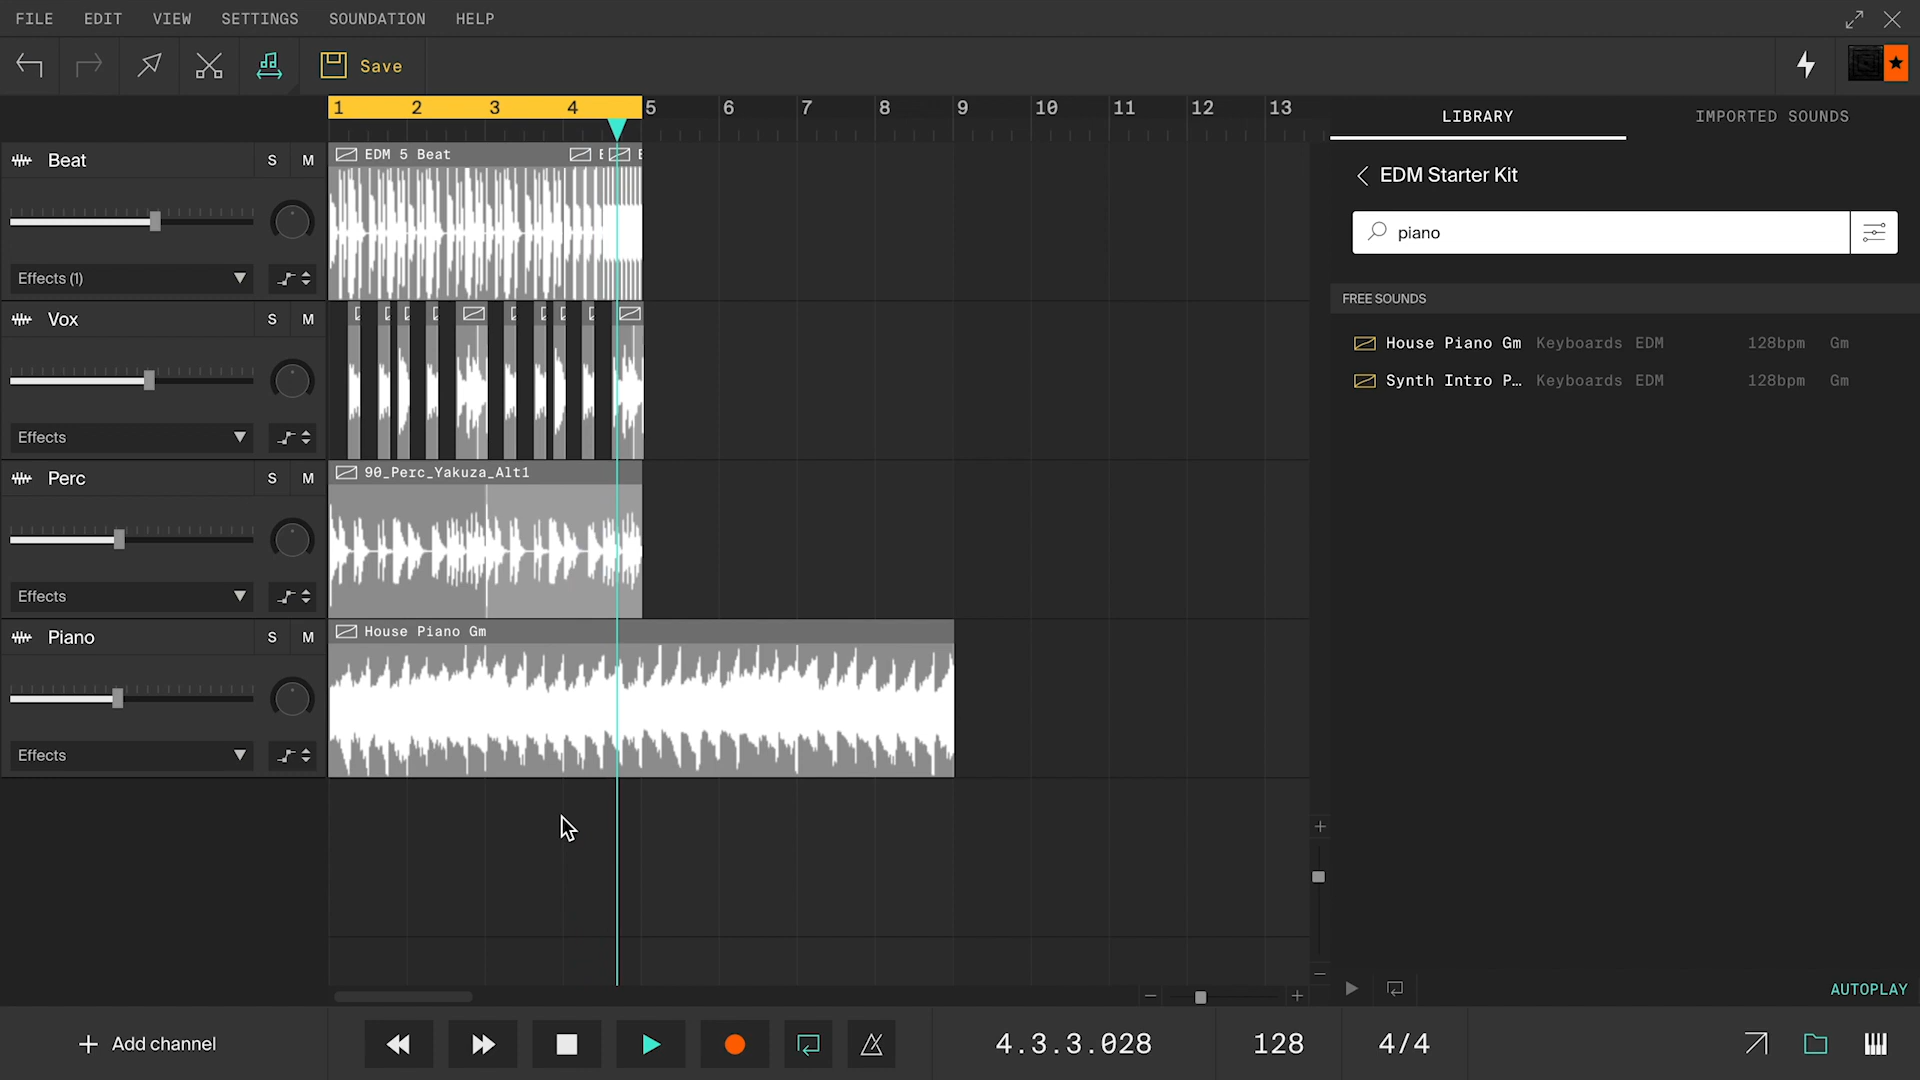 FILE EDIT VIEW SETTINGS SOUNDATION HELP
Save
1 2 3 4 5 6 7 8 9 10 11 12 13
LIBRARY IMPORTED SOUNDS
EDM Starter Kit
piano
FREE SOUNDS
House Piano Gm Keyboards EDM 128bpm Gm
Synth Intro P... Keyboards EDM 128bpm Gm
Beat S M
EDM 5 Beat
Effects (1)
Vox S M
Effects
Perc S M
90_Perc_Yakuza_Alt1
Effects
Piano S M
House Piano Gm
Effects
AUTOPLAY
+ Add channel
4.3.3.028 128 4/4